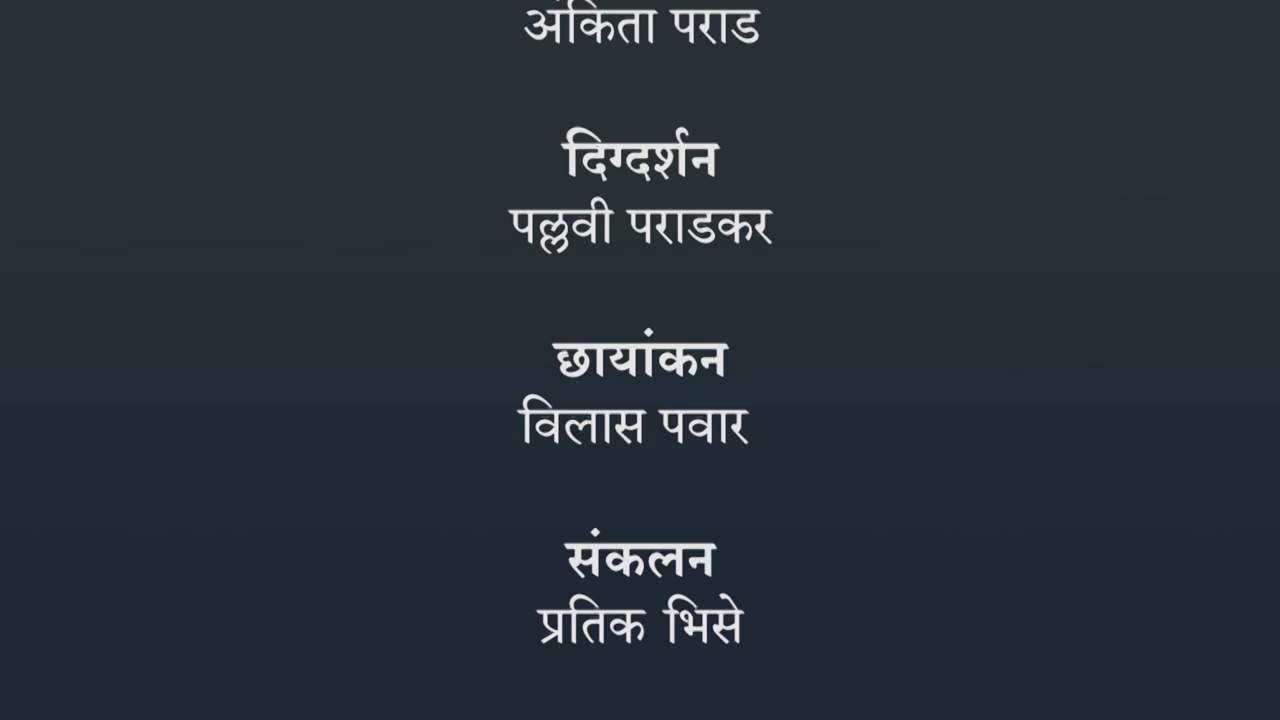 अंकिता पराड
दिग्दर्शन
पल्लवी पराडकर
छायांकन
विलास पवार
संकलन
प्रतिक भिसे